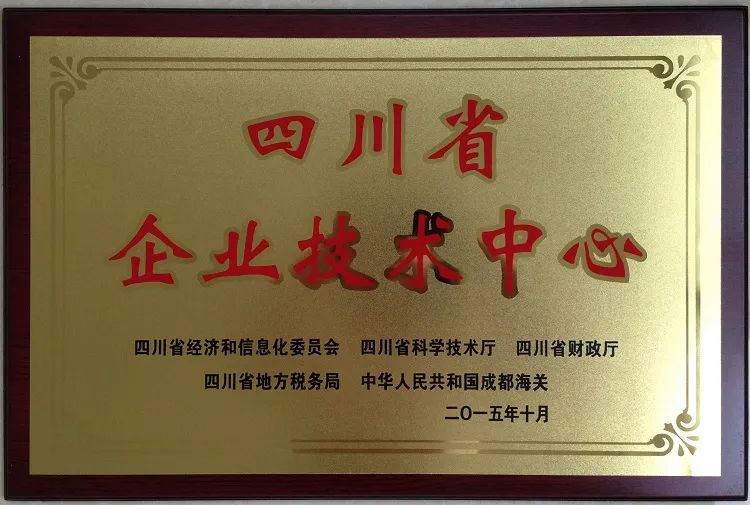 四川省
企业技术中心
四川省经济和信息化委员会 四川省科学技术厅 四川省财政厅
四川省地方税务局 中华人民共和国成都海关
二〇一五年十月